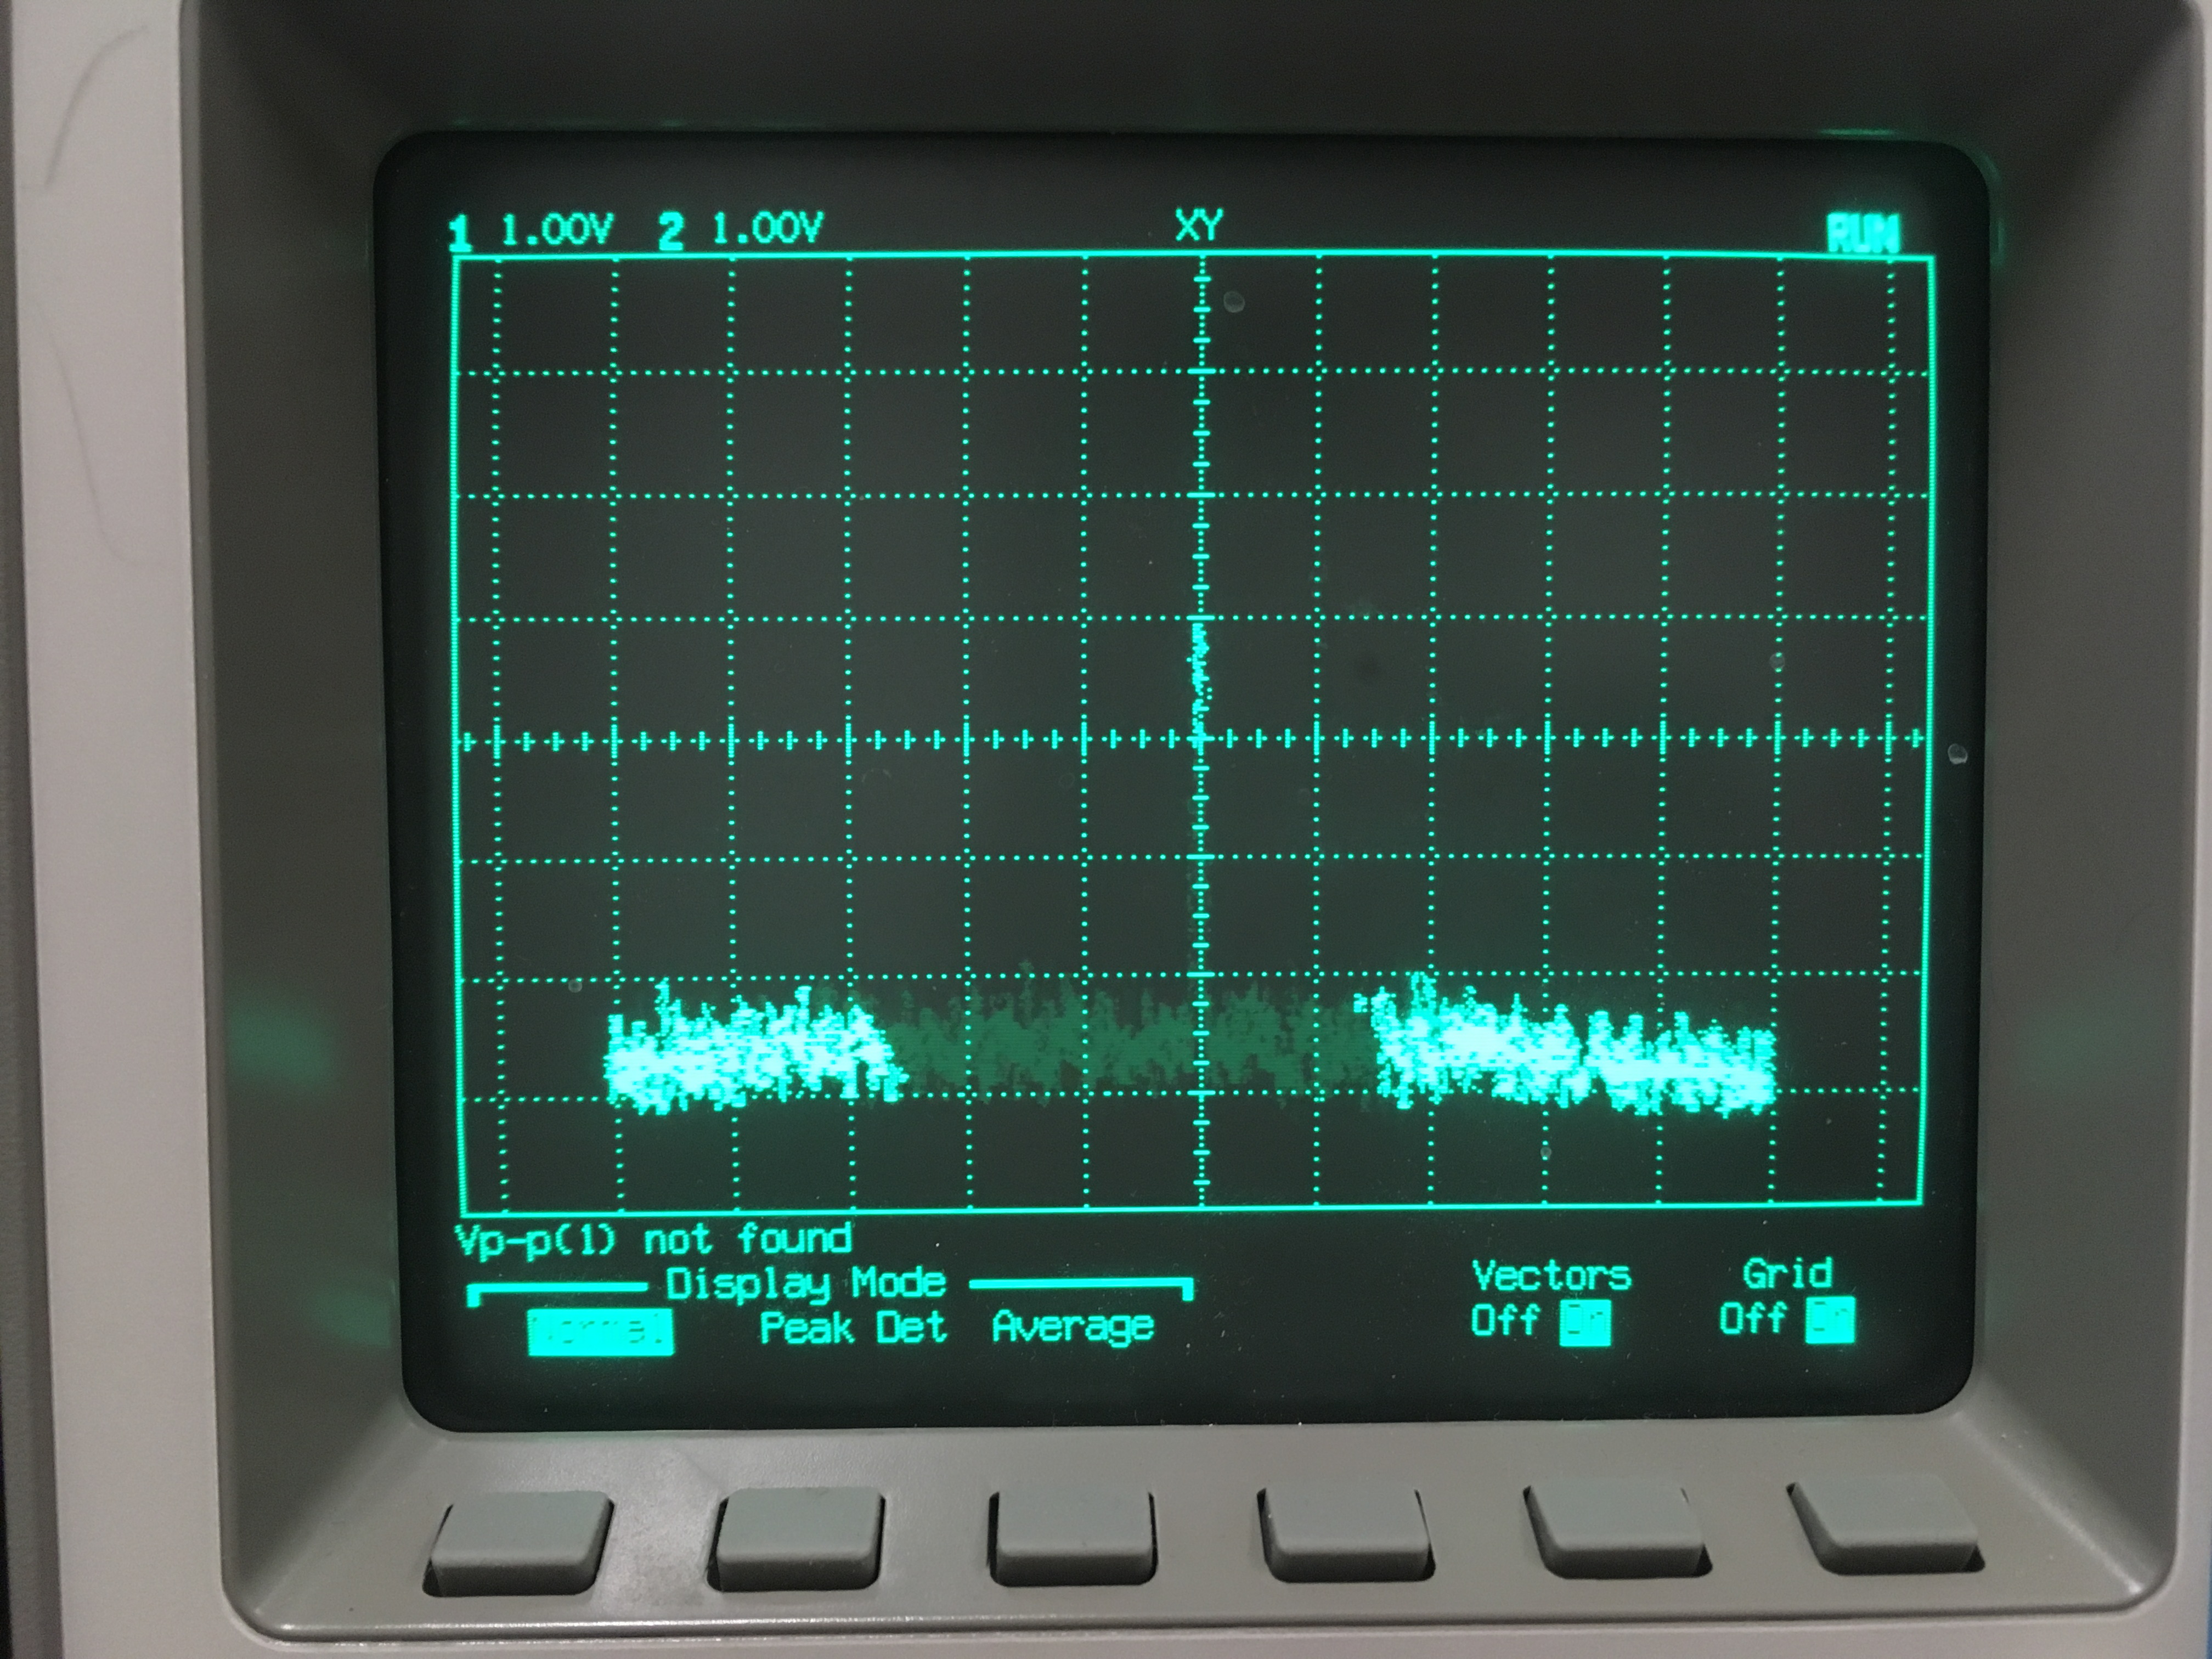 1 1.00V 2 1.00V XY RUN
Vp-p(1) not found
Display Mode Vectors Grid
Normal Peak Det Average Off On Off On